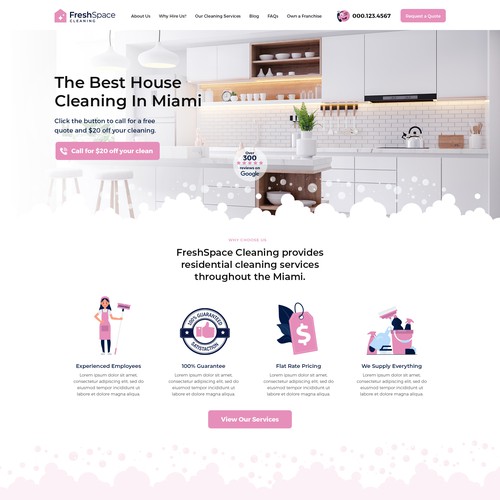 FreshSpace
CLEANING
About Us Why Hire Us? Our Cleaning Services Blog FAQs Own a Franchise
000.123.4567
Request a Quote
The Best House
Cleaning In Miami
Click the button to call for a free
quote and $20 off your cleaning.
Call for $20 off your clean
Over
300
reviews on
Google
WHY CHOOSE US
FreshSpace Cleaning provides
residential cleaning services
throughout the Miami.
100% GUARANTEED
SATISFACTION
$
Experienced Employees
Lorem ipsum dolor sit amet,
consectetur adipiscing elit, sed do
eiusmod tempor incididunt ut
labore et dolore magna aliqua.
100% Guarantee
Lorem ipsum dolor sit amet,
consectetur adipiscing elit, sed do
eiusmod tempor incididunt ut
labore et dolore magna aliqua.
Flat Rate Pricing
Lorem ipsum dolor sit amet,
consectetur adipiscing elit, sed do
eiusmod tempor incididunt ut
labore et dolore magna aliqua.
We Supply Everything
Lorem ipsum dolor sit amet,
consectetur adipiscing elit, sed do
eiusmod tempor incididunt ut
labore et dolore magna aliqua.
View Our Services